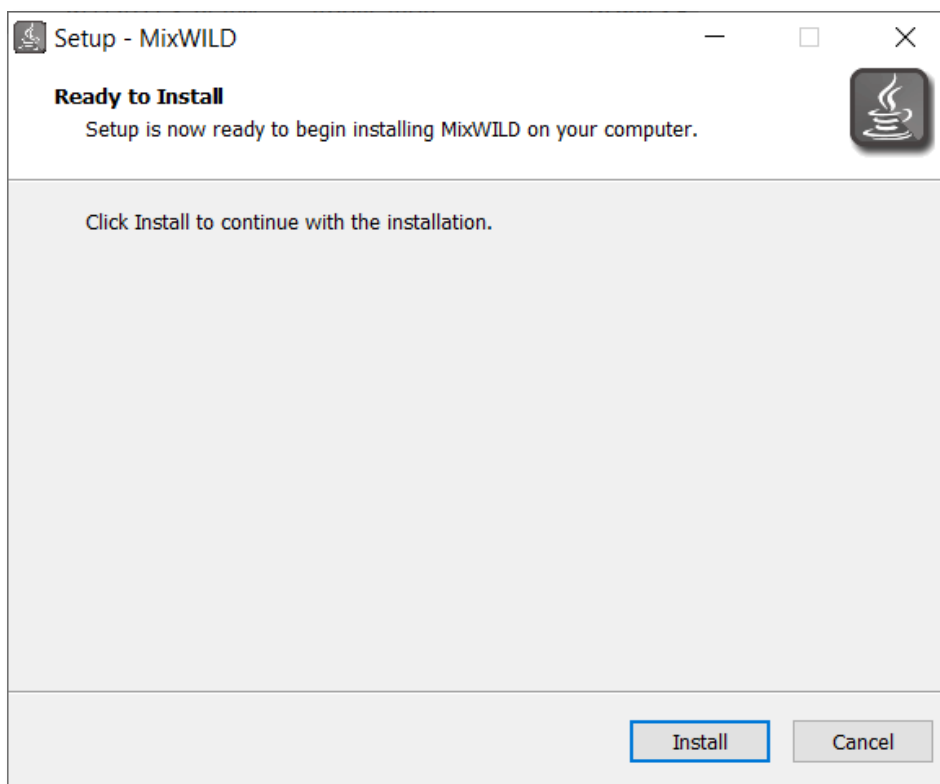 Setup - MixWILD
Ready to Install
Setup is now ready to begin installing MixWILD on your computer.
Click Install to continue with the installation.
Install
Cancel